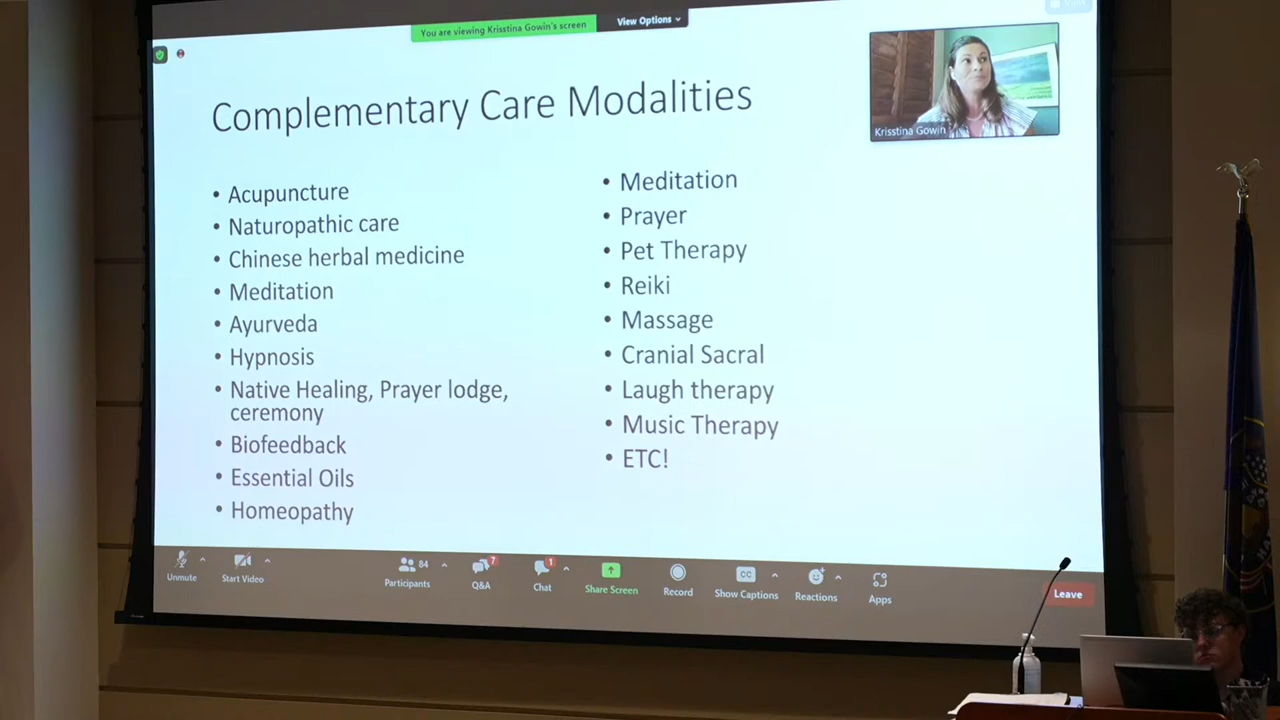 You are viewing Krisstina Gowin's screen
View Options
View
Complementary Care Modalities
Krisstina Gowin
• Acupuncture
• Naturopathic care
• Chinese herbal medicine
• Meditation
• Ayurveda
• Hypnosis
• Native Healing, Prayer lodge,
ceremony
• Biofeedback
• Essential Oils
• Homeopathy
• Meditation
• Prayer
• Pet Therapy
• Reiki
• Massage
• Cranial Sacral
• Laugh therapy
• Music Therapy
• ETC!
Unmute
Start Video
84
Participants
7
Q&A
1
Chat
Share Screen
Record
CC
Show Captions
Reactions
Apps
Leave